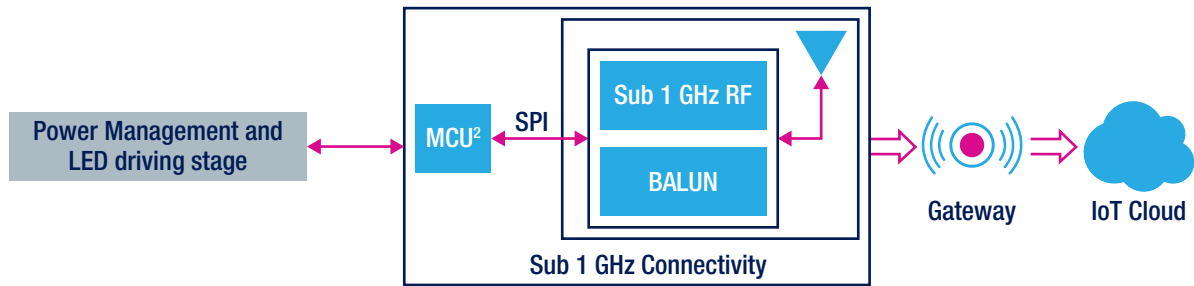 Power Management and
LED driving stage
MCU²
SPI
Sub 1 GHz RF
BALUN
Gateway
IoT Cloud
Sub 1 GHz Connectivity